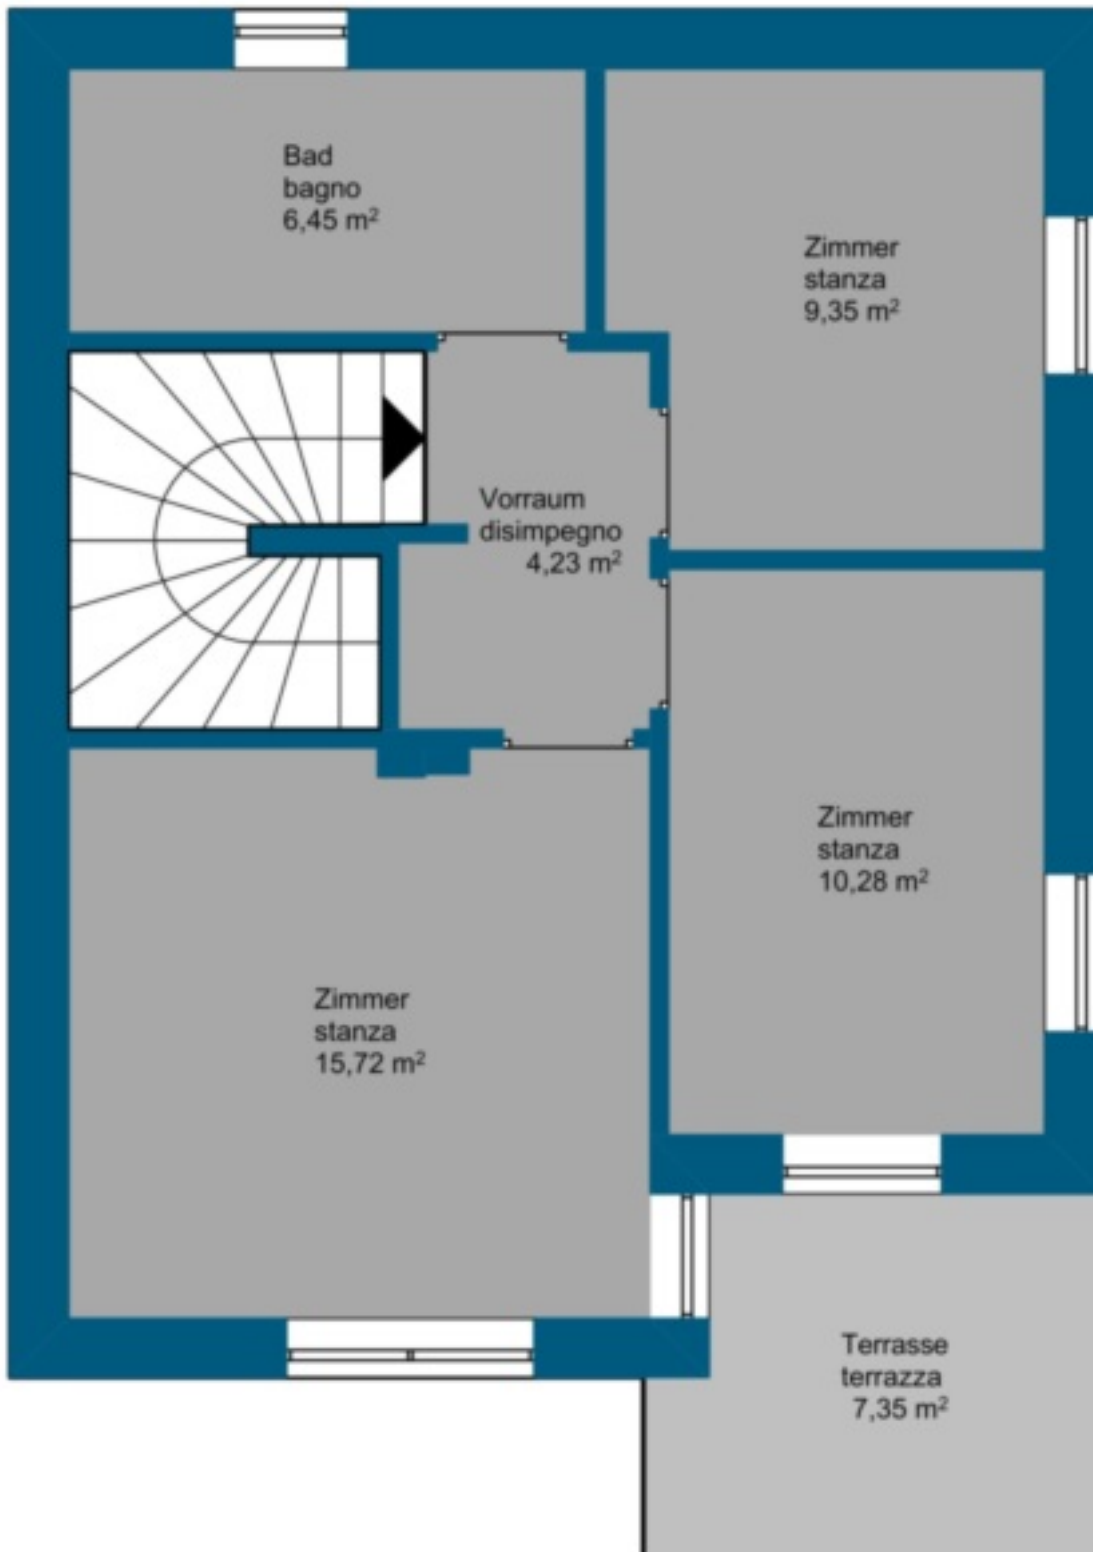 Bad
bagno
6,45 m²
Zimmer
stanza
9,35 m²
Vorraum
disimpegno
4,23 m²
Zimmer
stanza
10,28 m²
Zimmer
stanza
15,72 m²
Terrasse
terrazza
7,35 m²